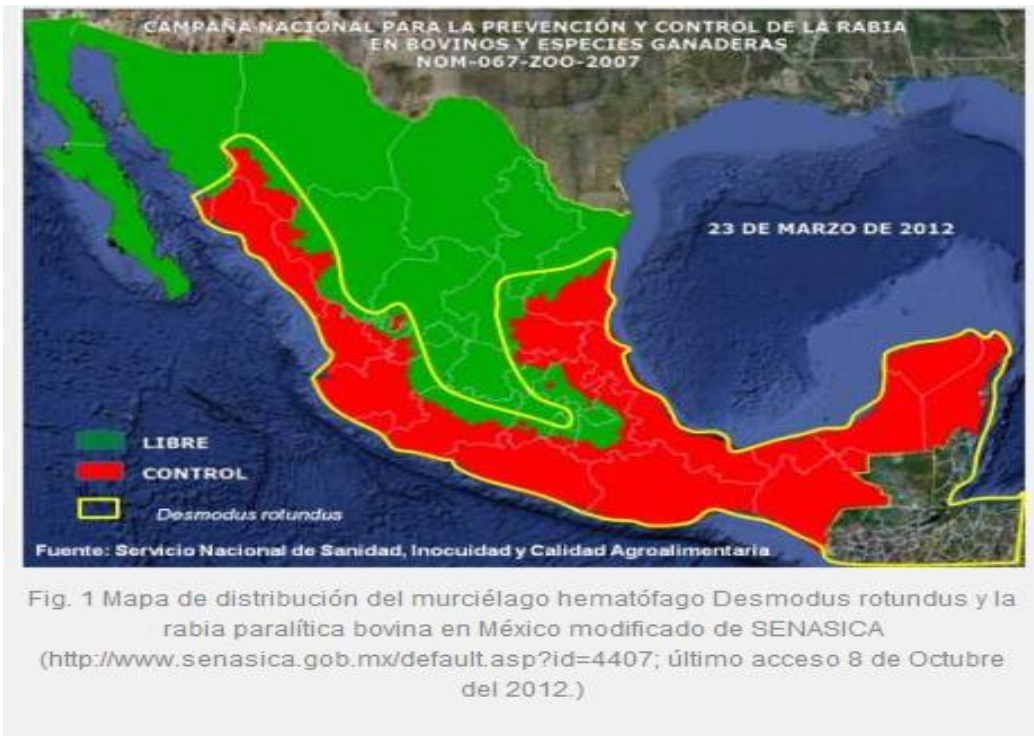 CAMPAÑA NACIONAL PARA LA PREVENCIÓN Y CONTROL DE LA RABIA
EN BOVINOS Y ESPECIES GANADERAS
NOM-067-ZOO-2007
23 DE MARZO DE 2012
LIBRE
CONTROL
Desmodus rotundus
Fuente: Servicio Nacional de Sanidad, Inocuidad y Calidad Agroalimentaria
Fig. 1 Mapa de distribución del murciélago hematófago Desmodus rotundus y la
rabia paralítica bovina en México modificado de SENASICA
(http://www.senasica.gob.mx/default.asp?id=4407; último acceso 8 de Octubre
del 2012.)